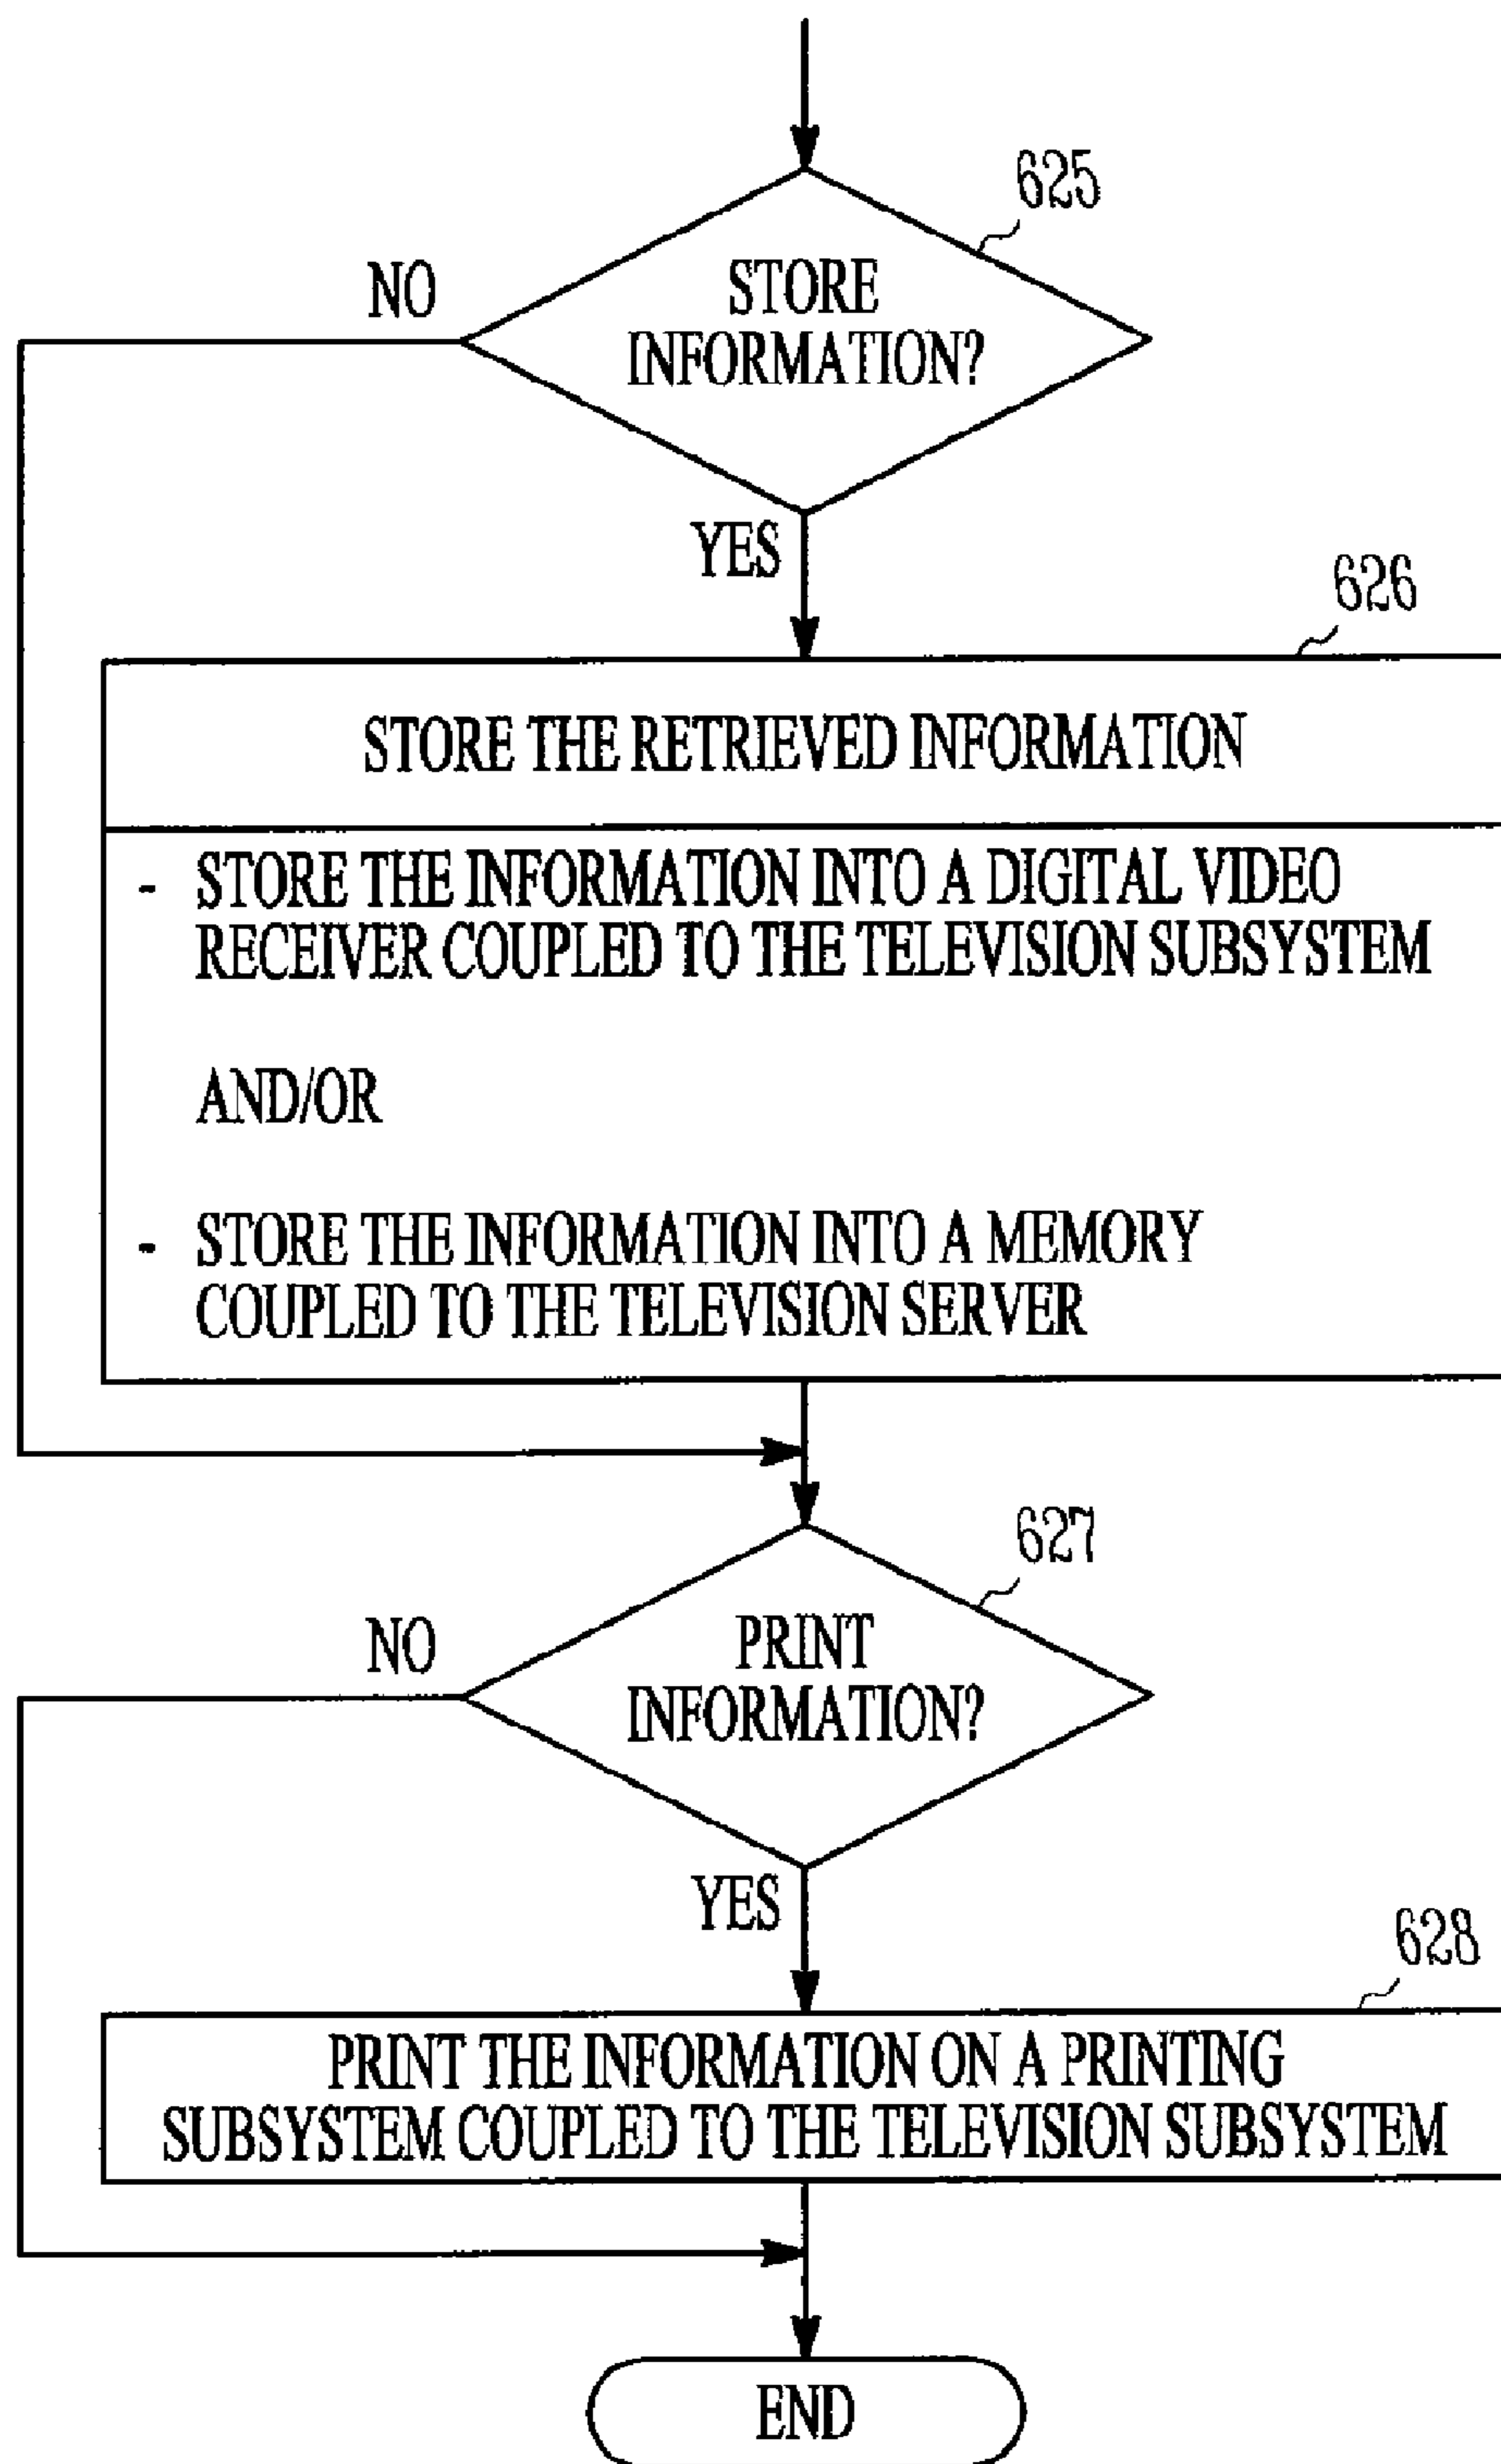 625
NO
STORE
INFORMATION?
YES
626
STORE THE RETRIEVED INFORMATION
- STORE THE INFORMATION INTO A DIGITAL VIDEO
RECEIVER COUPLED TO THE TELEVISION SUBSYSTEM
AND/OR
- STORE THE INFORMATION INTO A MEMORY
COUPLED TO THE TELEVISION SERVER
627
NO
PRINT
INFORMATION?
YES
628
PRINT THE INFORMATION ON A PRINTING
SUBSYSTEM COUPLED TO THE TELEVISION SUBSYSTEM
END